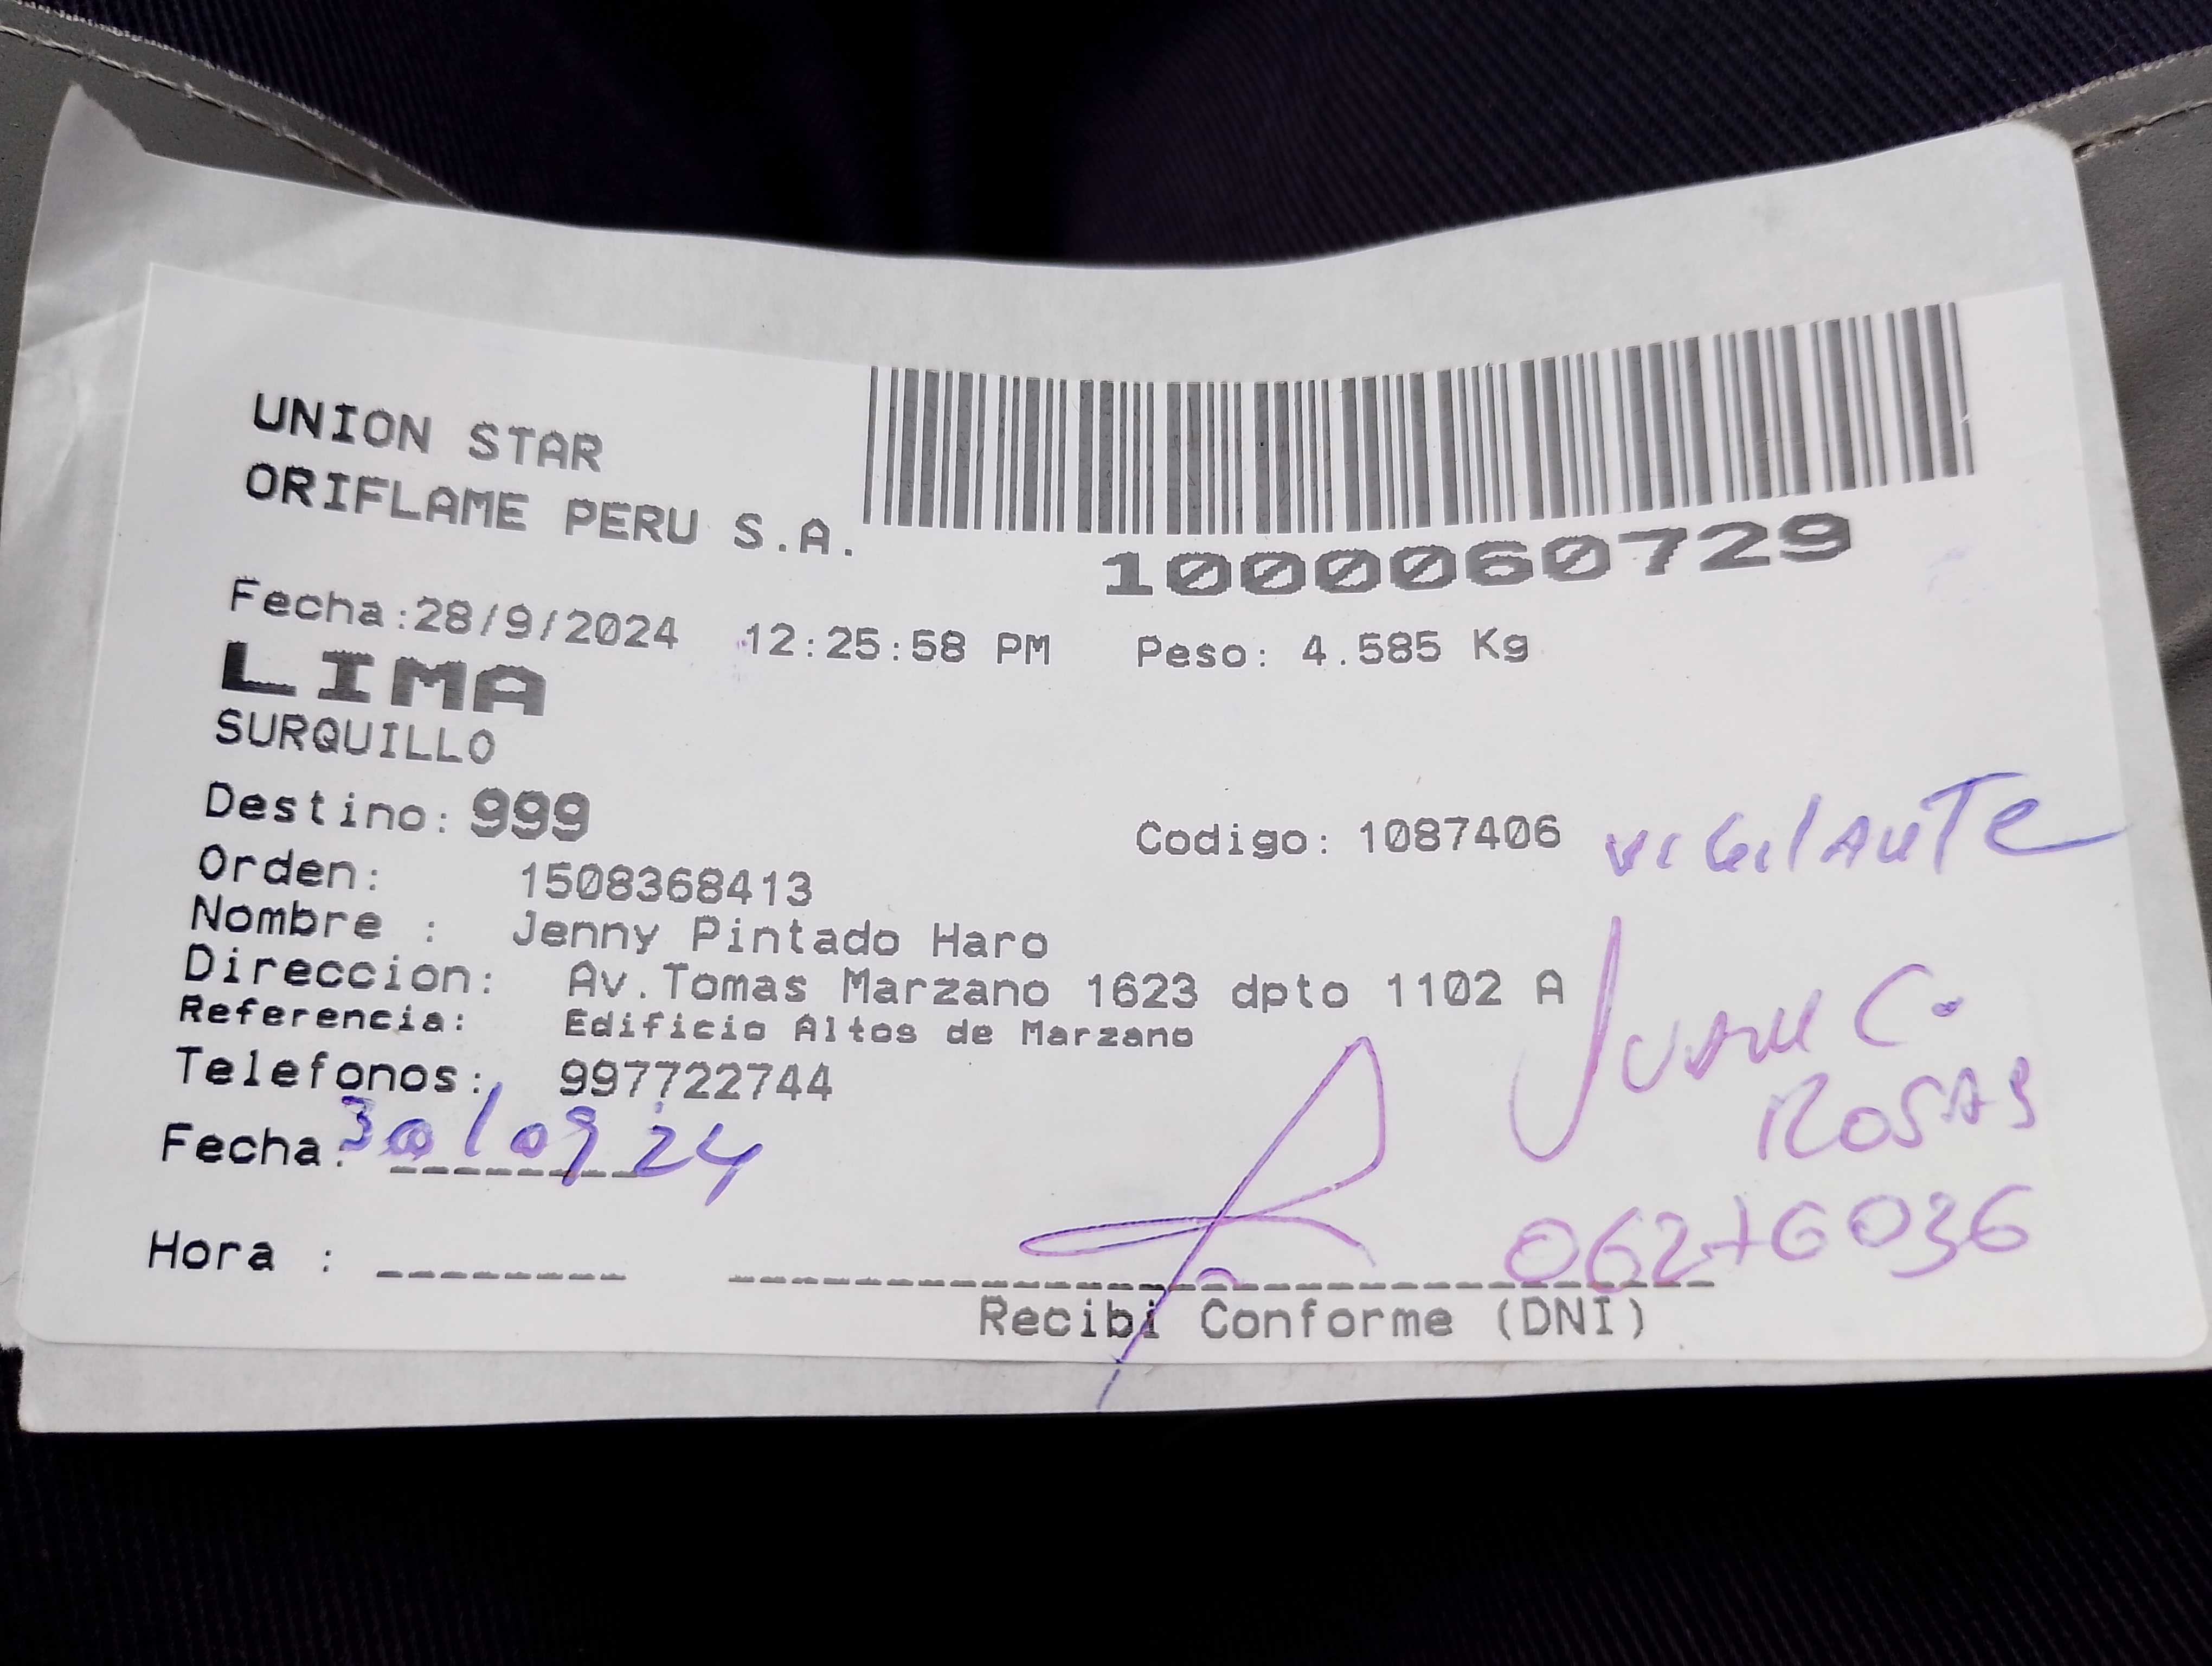 UNION STAR
ORIFLAME PERU S.A.
1000060729
Fecha:28/9/2024 12:25:58 PM Peso: 4.585 Kg
LIMA
SURQUILLO
Destino: 999
Codigo: 1087406 vigilante
Orden: 1508368413
Nombre : Jenny Pintado Haro
Direccion: Av.Tomas Marzano 1623 dpto 1102 A
Referencia: Edificio Altos de Marzano
Juan C.
Telefonos: 997722744
Rosas
Fecha: 30/09/24
06276036
Hora :
Recibi Conforme (DNI)